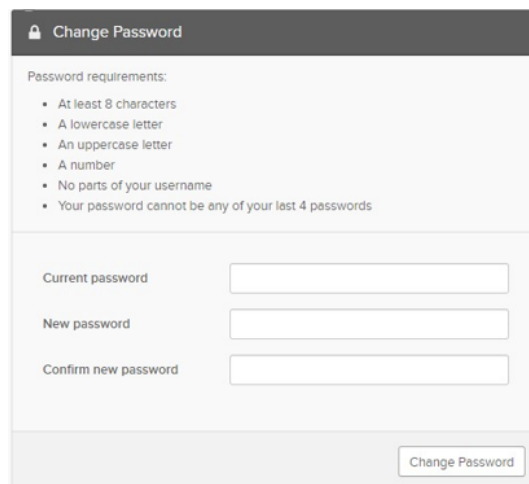 Change Password
Password requirements:
• At least 8 characters
• A lowercase letter
• An uppercase letter
• A number
• No parts of your username
• Your password cannot be any of your last 4 passwords
Current password
New password
Confirm new password
Change Password